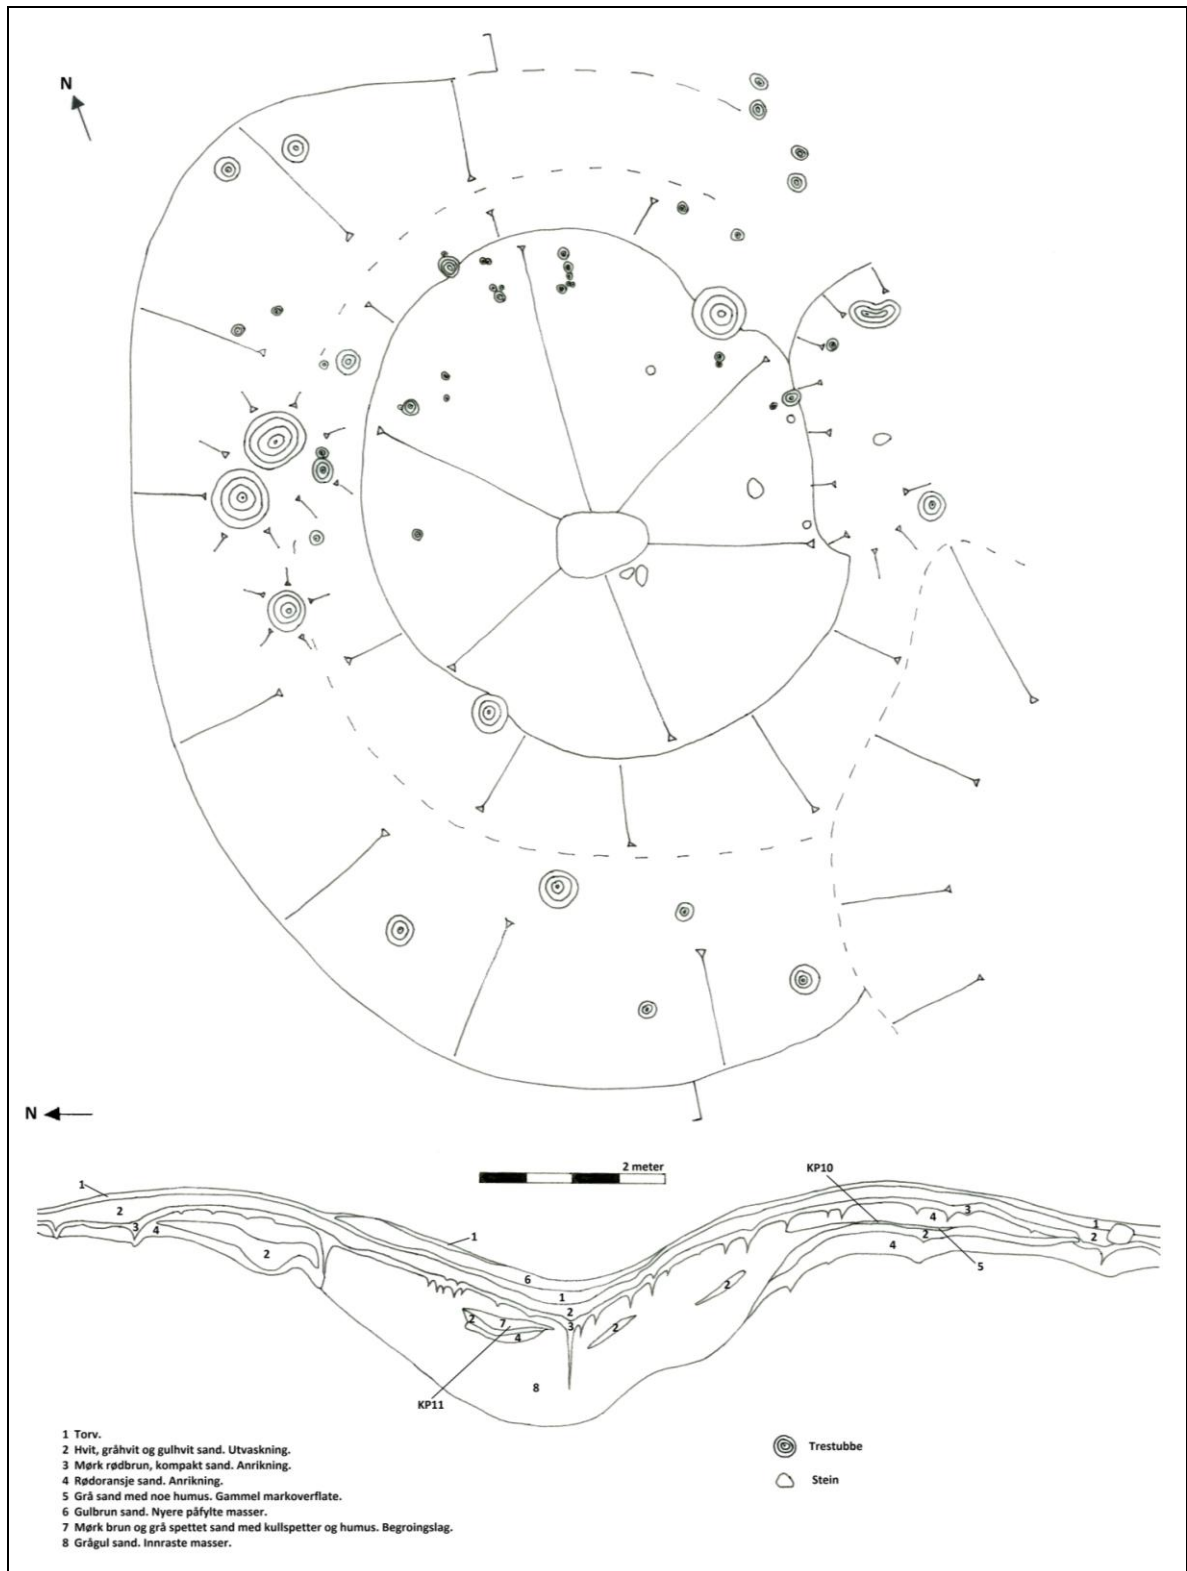 N
N
2 meter
KP10
1
2
3
4
2
1
6
1
2
3
2
7
4
2
2
8
KP11
3
4
2
4
5
1
2
1 Torv.
2 Hvit, gråhvit og gulhvit sand. Utvaskning.
3 Mørk rødbrun, kompakt sand. Anrikning.
4 Rødoransje sand. Anrikning.
5 Grå sand med noe humus. Gammel markoverflate.
6 Gulbrun sand. Nyere påfylte masser.
7 Mørk brun og grå spettet sand med kullspetter og humus. Begroingslag.
8 Grågul sand. Innraste masser.
Trestubbe
Stein